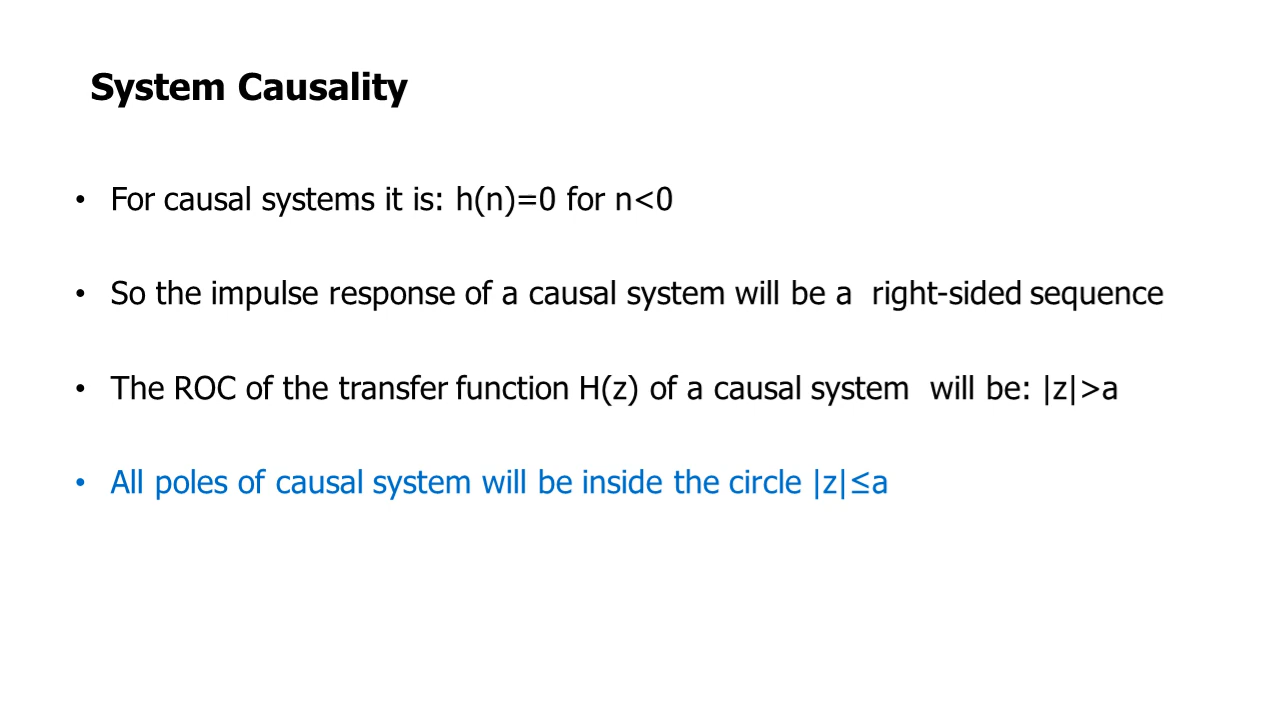 System Causality
• For causal systems it is: h(n)=0 for n<0
• So the impulse response of a causal system will be a  right-sided sequence
• The ROC of the transfer function H(z) of a causal system  will be: |z|>a
• All poles of causal system will be inside the circle |z|≤a